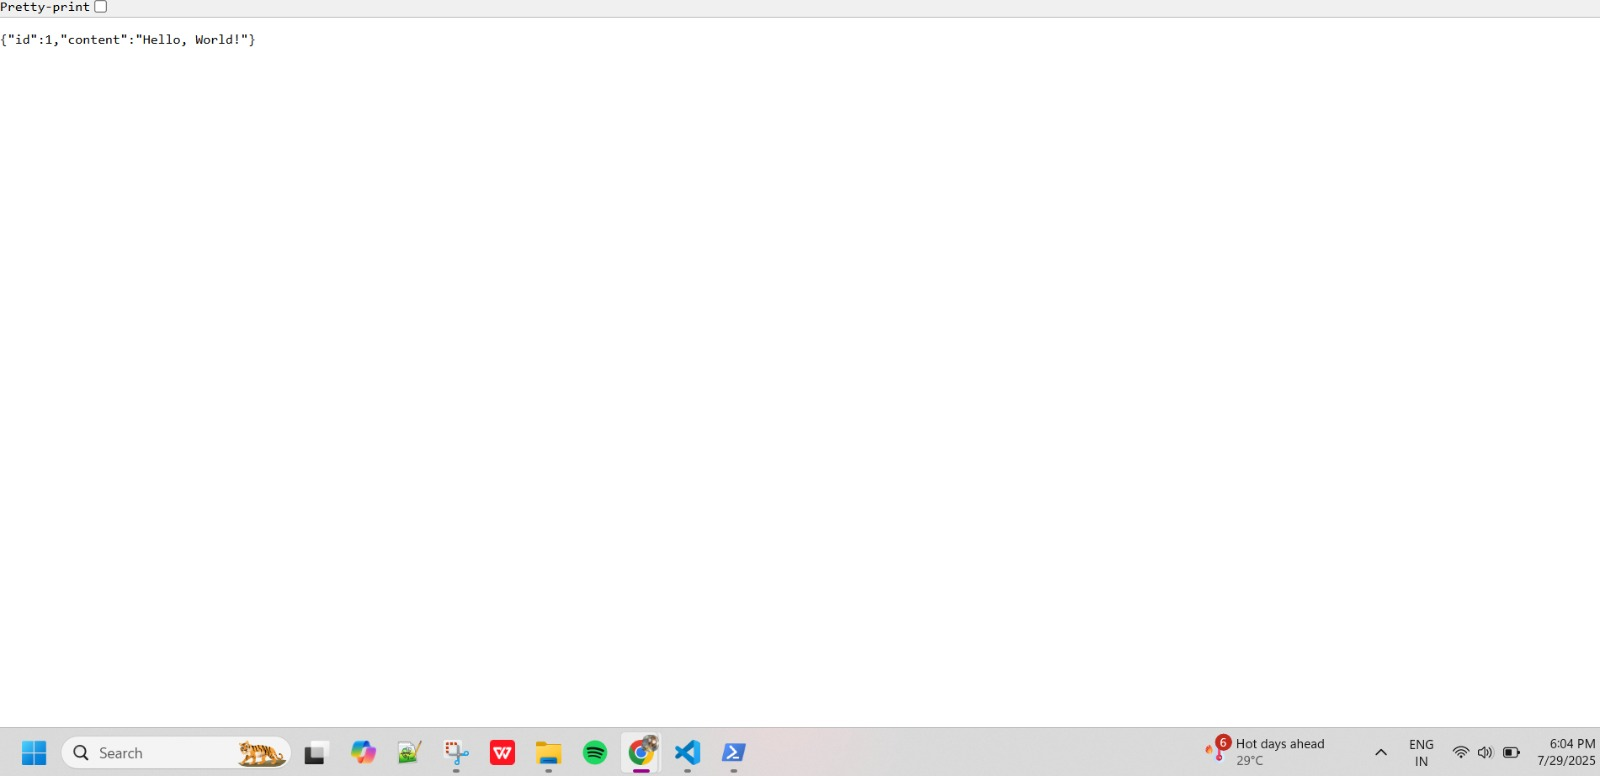 Pretty-print
{"id":1,"content":"Hello, World!"}
Search
6
Hot days ahead
29°C
ENG
IN
6:04 PM
7/29/2025